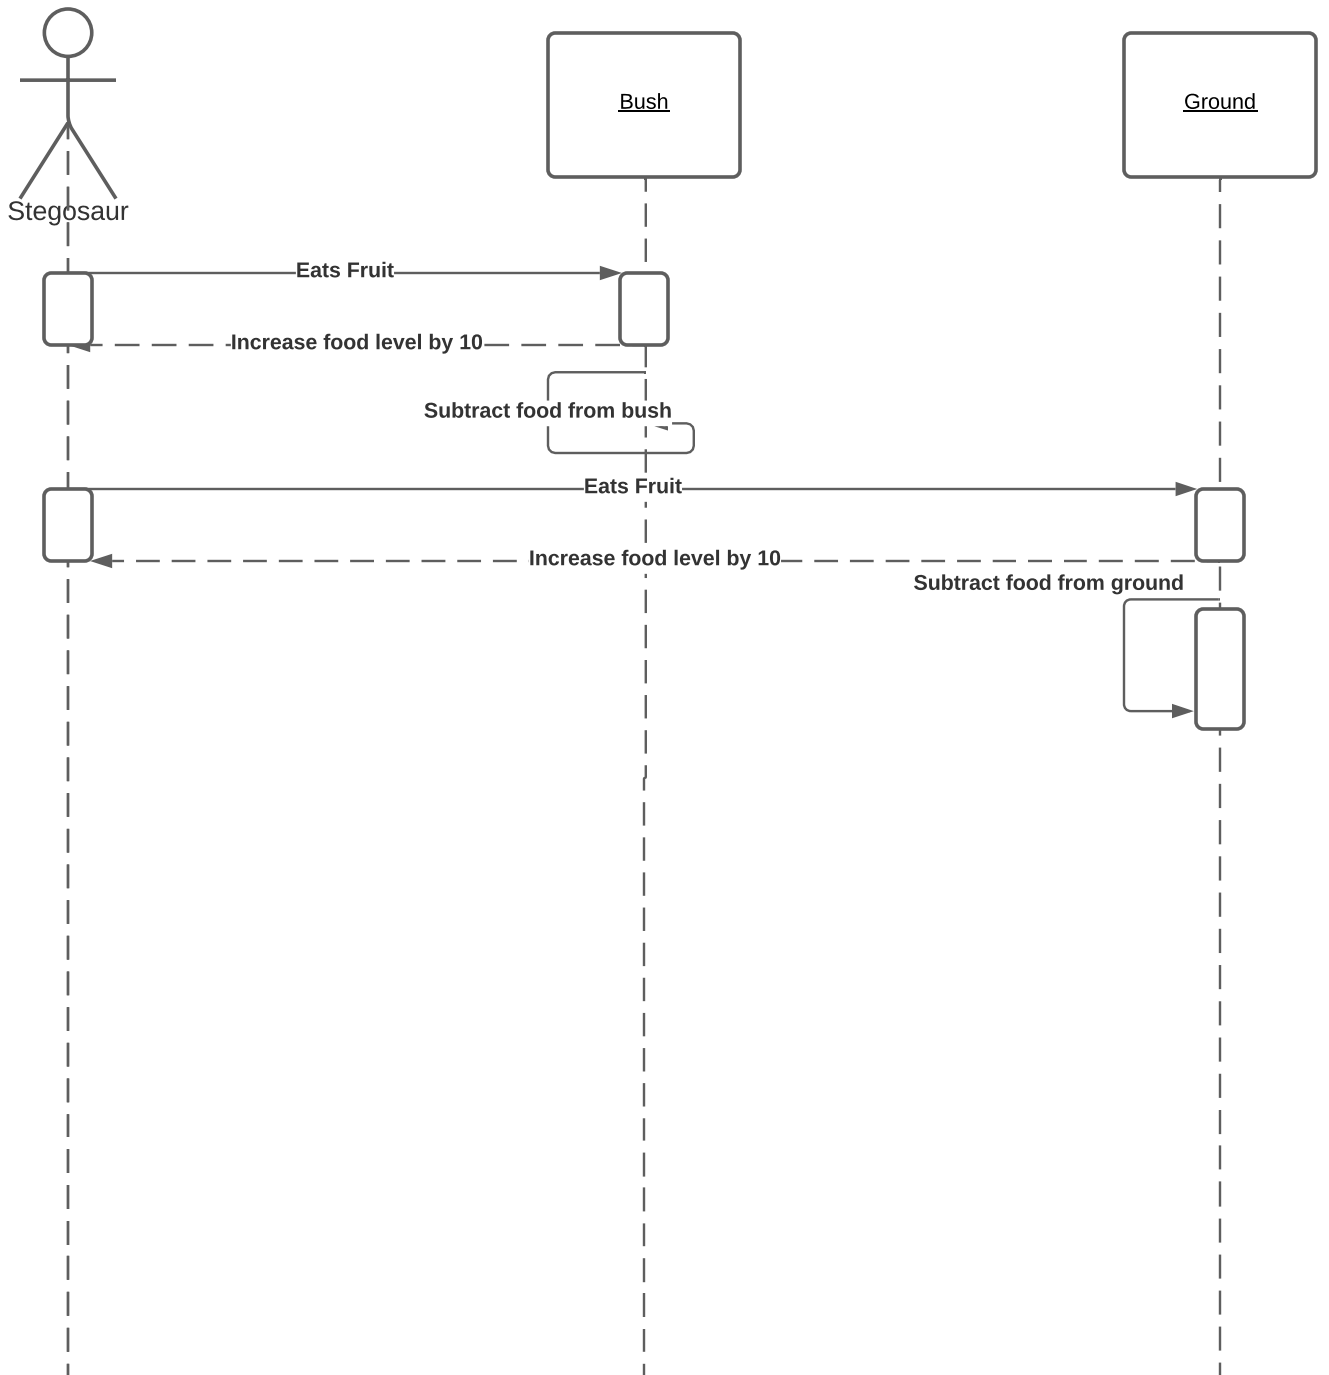 Bush
Ground
Stegosaur
Eats Fruit
Increase food level by 10
Subtract food from bush
Eats Fruit
Increase food level by 10
Subtract food from ground